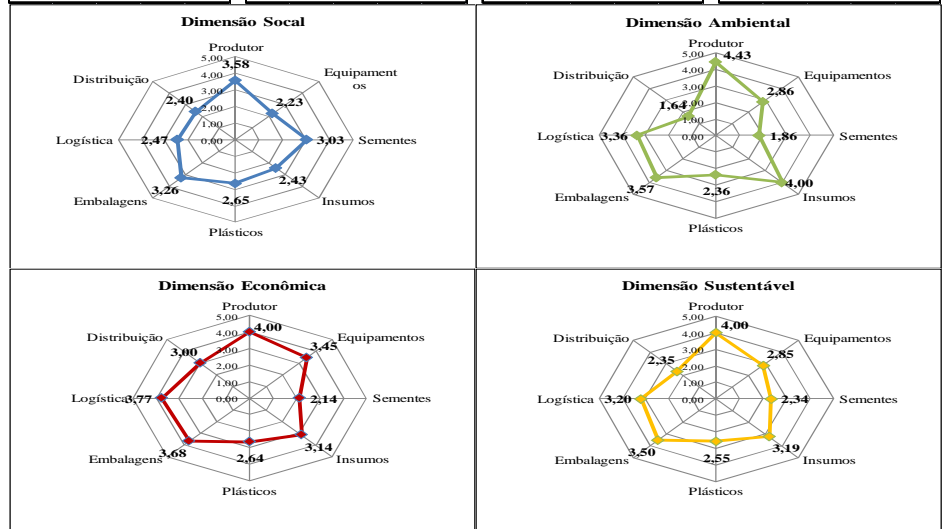 Dimensão Socal
Produtor
5,00
3,58
4,00
3,00
2,00
1,00
0,00
Equipament
os
2,23
3,03
Sementes
2,43
Insumos
2,65
Plásticos
3,26
Embalagens
2,47
Logística
2,40
Distribuição
Dimensão Ambiental
Produtor
5,00
4,43
4,00
3,00
2,00
1,00
0,00
Equipamentos
2,86
1,86
Sementes
4,00
Insumos
2,36
Plásticos
3,57
Embalagens
Logística
3,36
1,64
Distribuição
Dimensão Econômica
Produtor
5,00
4,00
4,00
3,00
2,00
1,00
0,00
Equipamentos
3,45
2,14
Sementes
3,14
Insumos
2,64
Plásticos
3,68
Embalagens
Logística
3,77
3,00
Distribuição
Dimensão Sustentável
Produtor
5,00
4,00
4,00
3,00
2,00
1,00
0,00
Equipamentos
2,85
2,34
Sementes
3,19
Insumos
2,55
Plásticos
3,50
Embalagens
Logística
3,20
2,35
Distribuição